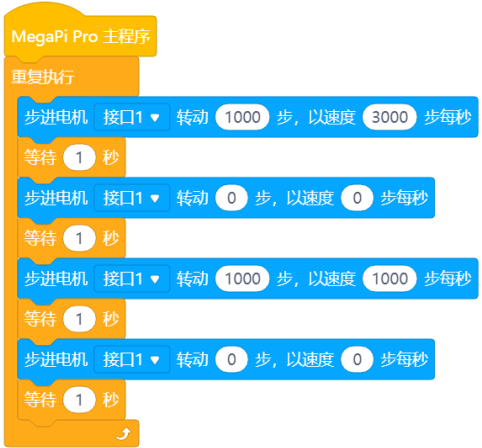 MegaPi Pro 主程序
重复执行
步进电机 接口1 转动 1000 步，以速度 3000 步每秒
等待 1 秒
步进电机 接口1 转动 0 步，以速度 0 步每秒
等待 1 秒
步进电机 接口1 转动 1000 步，以速度 1000 步每秒
等待 1 秒
步进电机 接口1 转动 0 步，以速度 0 步每秒
等待 1 秒